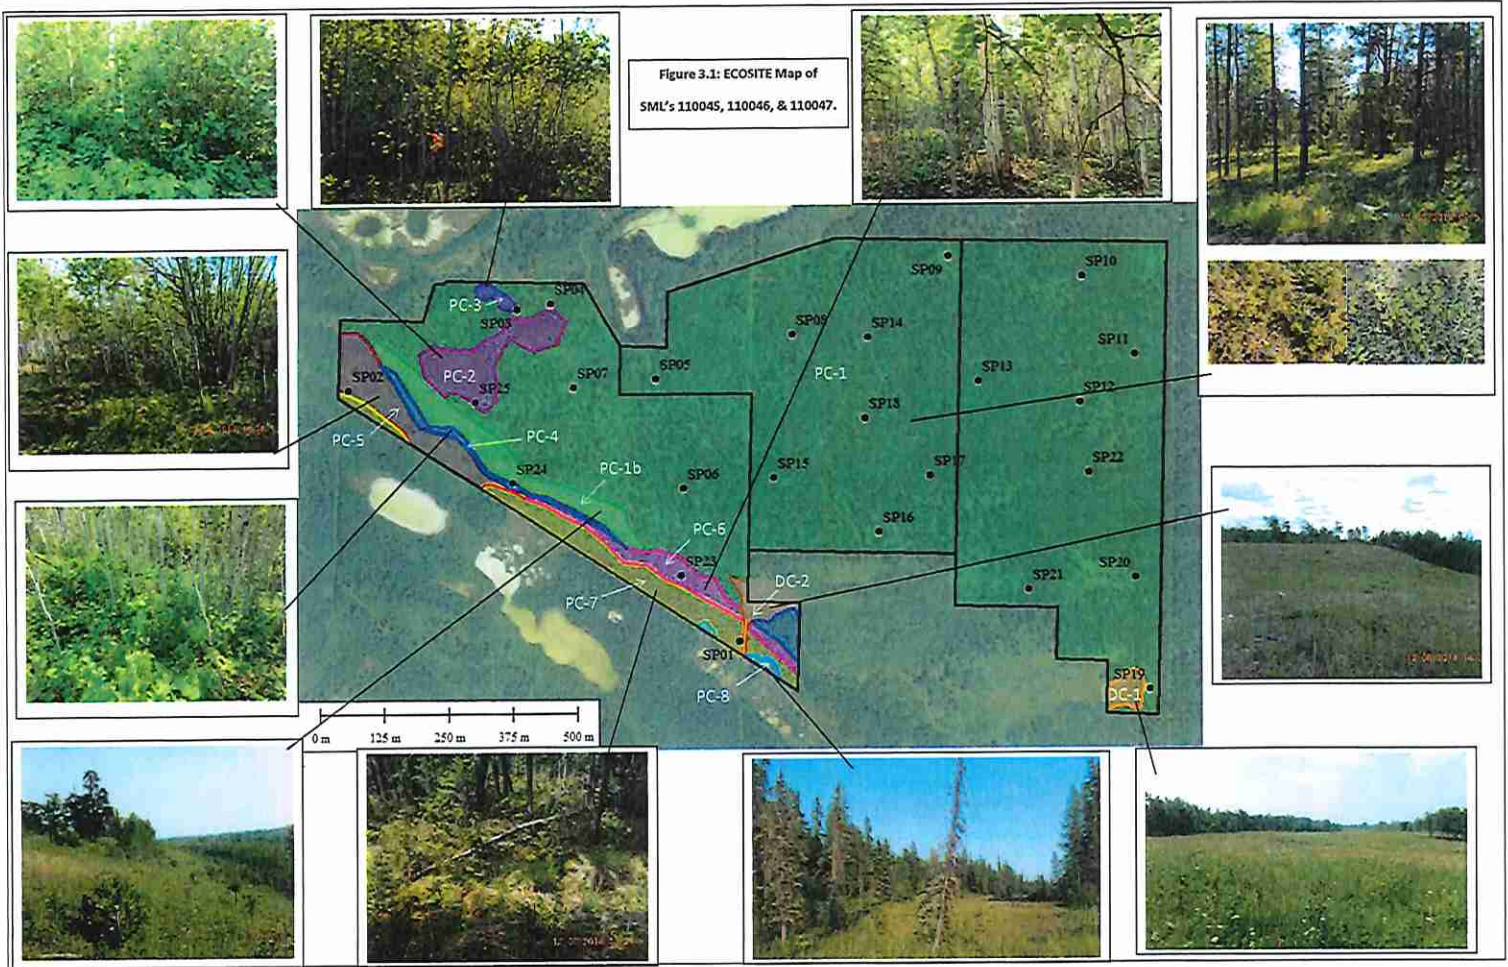 Figure 3.1: ECOSITE Map of
SML's 110045, 110046, & 110047.
SP09
SP10
PC-3
SP04
SP03
SP08
SP14
SP11
PC-2
SP02
SP25
SP07
SP05
PC-1
SP13
SP12
SP18
PC-5
PC-4
SP24
PC-1b
SP06
SP15
SP17
SP22
SP16
PC-6
SP23
PC-7
DC-2
SP21
SP20
SP01
PC-8
SP19
DC-1
0 m 125 m 250 m 375 m 500 m